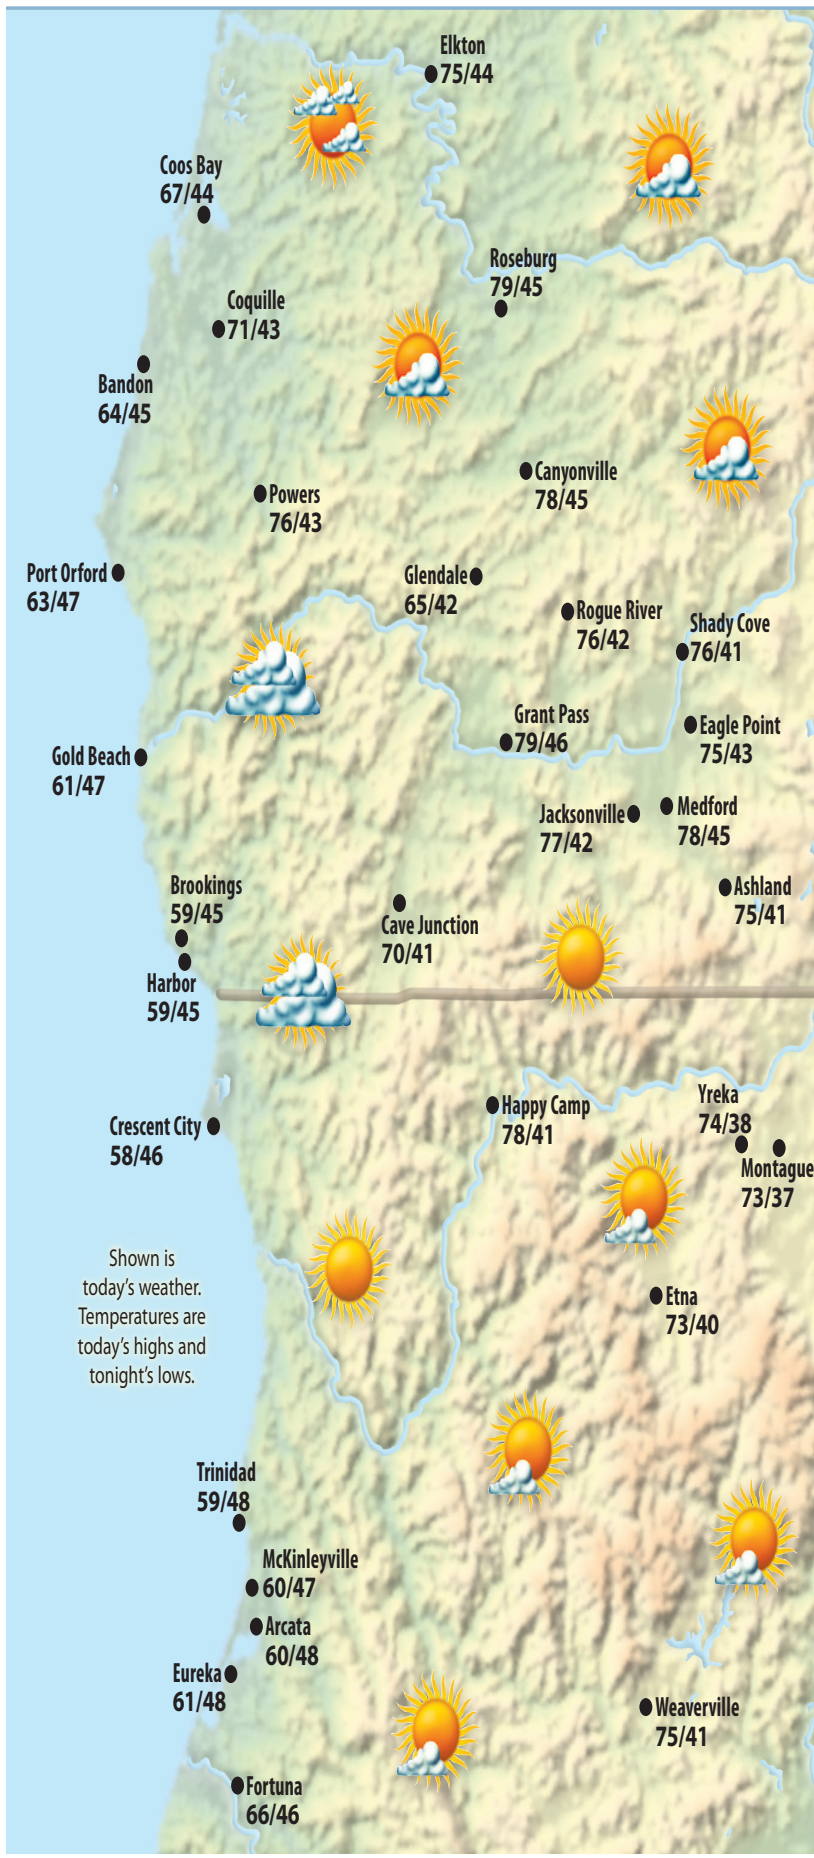 Elkton
75/44
Coos Bay
67/44
Roseburg
79/45
Coquille
71/43
Bandon
64/45
Canyonville
78/45
Powers
76/43
Port Orford
63/47
Glendale
65/42
Rogue River
76/42
Shady Cove
76/41
Grant Pass
79/46
Eagle Point
75/43
Gold Beach
61/47
Jacksonville
77/42
Medford
78/45
Brookings
59/45
Ashland
75/41
Cave Junction
70/41
Harbor
59/45
Happy Camp
78/41
Yreka
74/38
Crescent City
58/46
Montague
73/37
Shown is
today's weather.
Temperatures are
today's highs and
tonight's lows.
Etna
73/40
Trinidad
59/48
McKinleyville
60/47
Arcata
60/48
Eureka
61/48
Weaverville
75/41
Fortuna
66/46